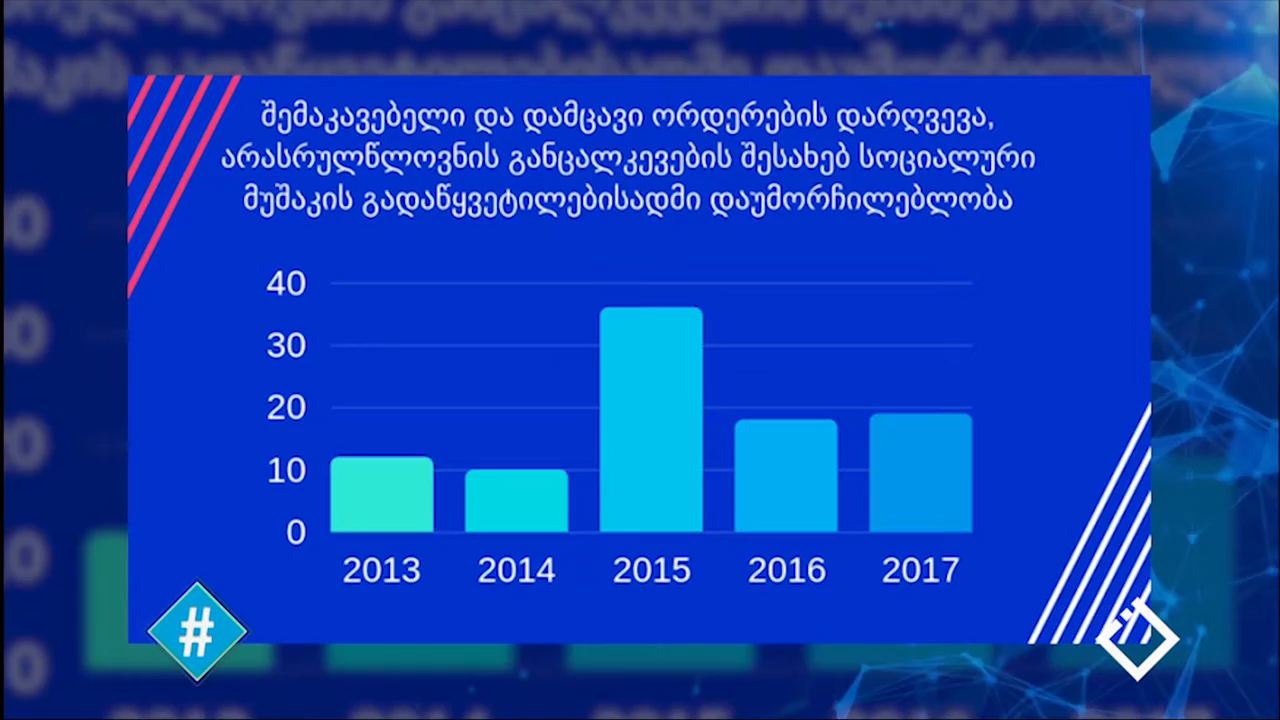 შემაკავებელი და დამცავი ორდერების დარღვევა,
არასრულწლოვნის განცალკევების შესახებ სოციალური
მუშაკის გადაწყვეტილებისადმი დაუმორჩილებლობა
40
30
20
10
0
2013 2014 2015 2016 2017
#